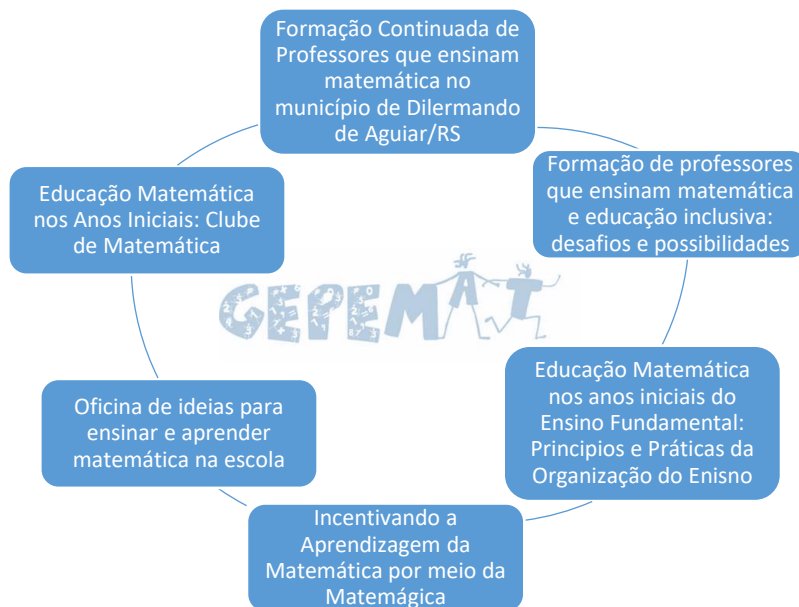 Formação Continuada de
Professores que ensinam
matemática no
município de Dilermando
de Aguiar/RS
Formação de professores
que ensinam matemática
e educação inclusiva:
desafios e possibilidades
Educação Matemática
nos anos iniciais do
Ensino Fundamental:
Principios e Práticas da
Organização do Enisno
Incentivando a
Aprendizagem da
Matemática por meio da
Matemágica
Oficina de ideias para
ensinar e aprender
matemática na escola
Educação Matemática
nos Anos Iniciais: Clube
de Matemática
GEPEMAT